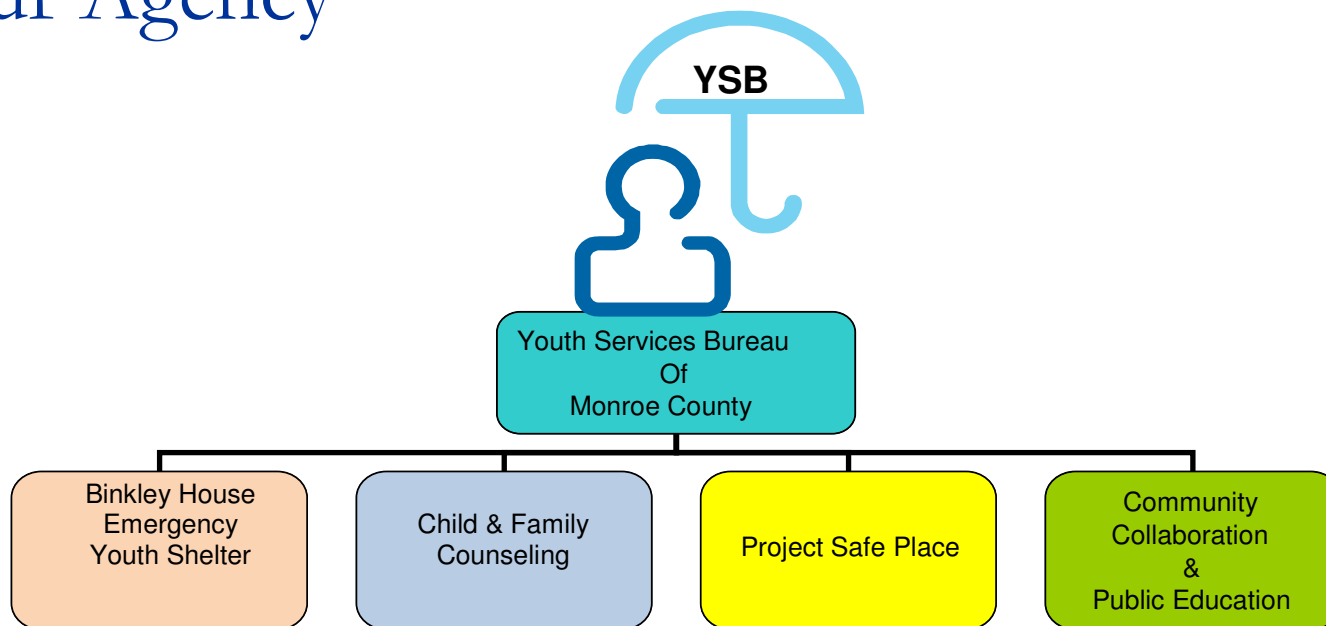 Agency
YSB
Youth Services Bureau
Of
Monroe County
Binkley House
Emergency
Youth Shelter
Child & Family
Counseling
Project Safe Place
Community
Collaboration
&
Public Education